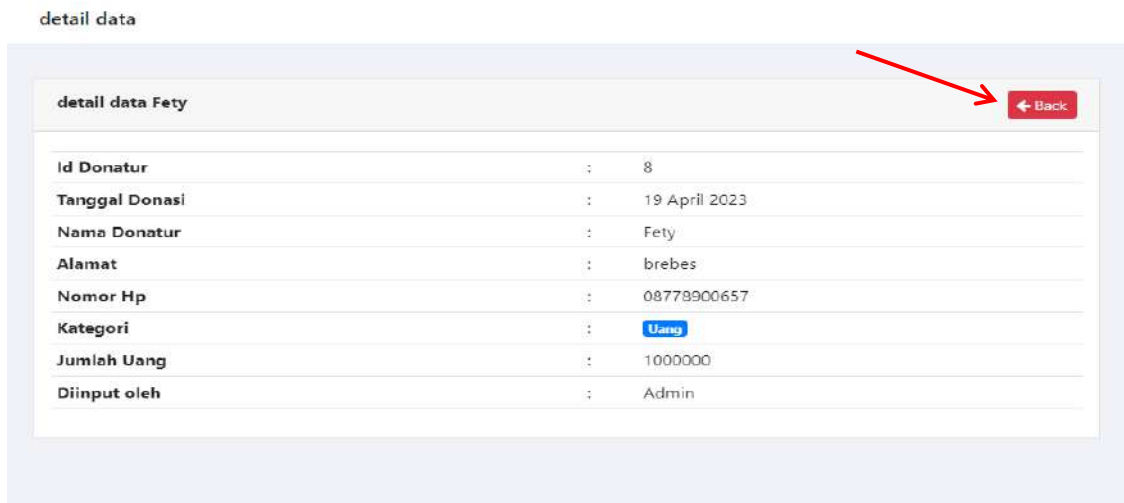 detail data
detail data Fety
← Back
Id Donatur : 8
Tanggal Donasi : 19 April 2023
Nama Donatur : Fety
Alamat : brebes
Nomor Hp : 08778900657
Kategori : Uang
Jumlah Uang : 1000000
Diinput oleh : Admin